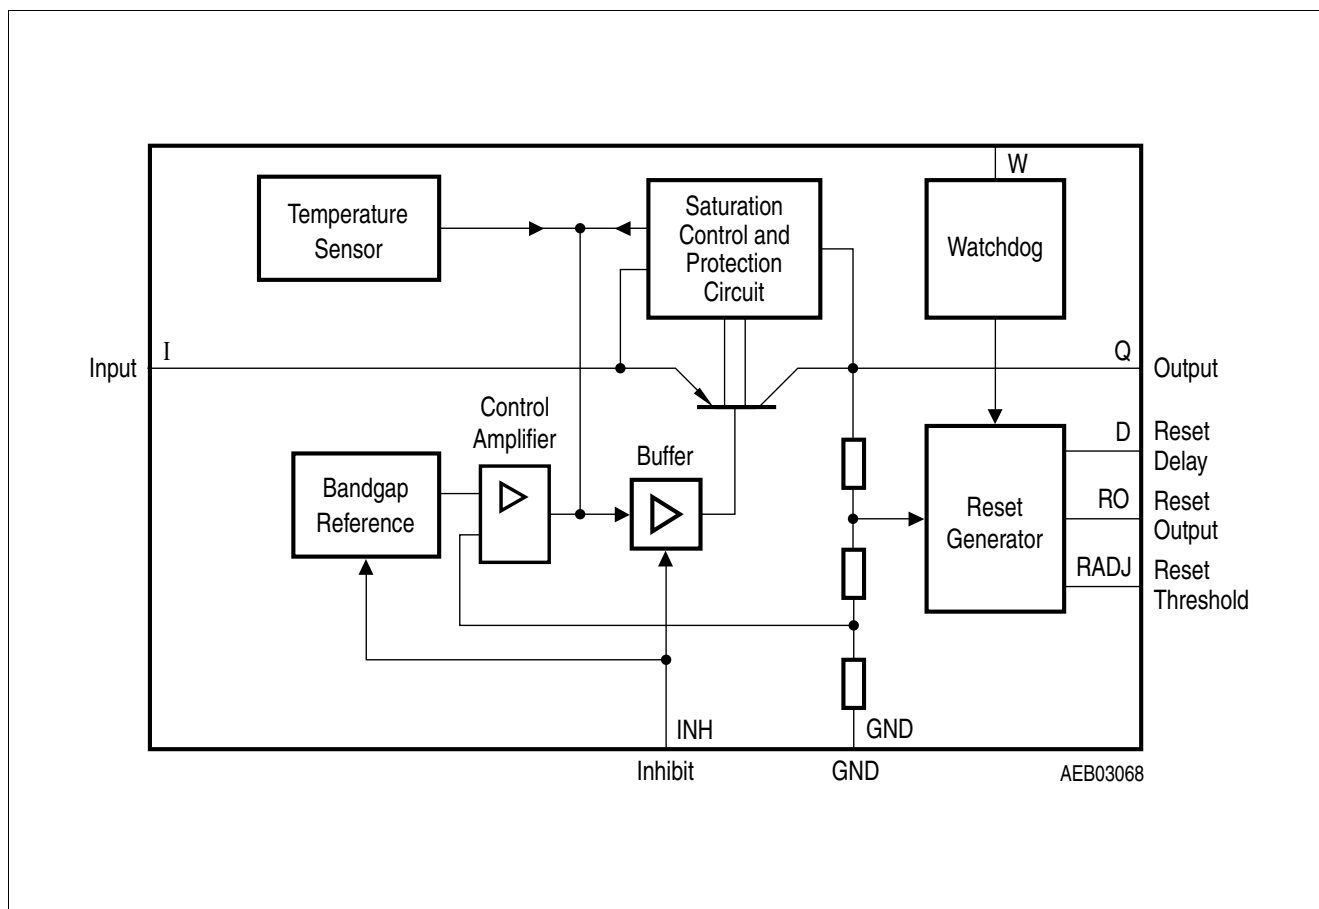 W
Temperature
Sensor
Saturation
Control and
Protection
Circuit
Watchdog
I
Q
Input
Output
Control
Amplifier
D
Reset
Delay
Buffer
Bandgap
Reference
Reset
Generator
RO
Reset
Output
RADJ
Reset
Threshold
INH
GND
Inhibit
GND
AEB03068